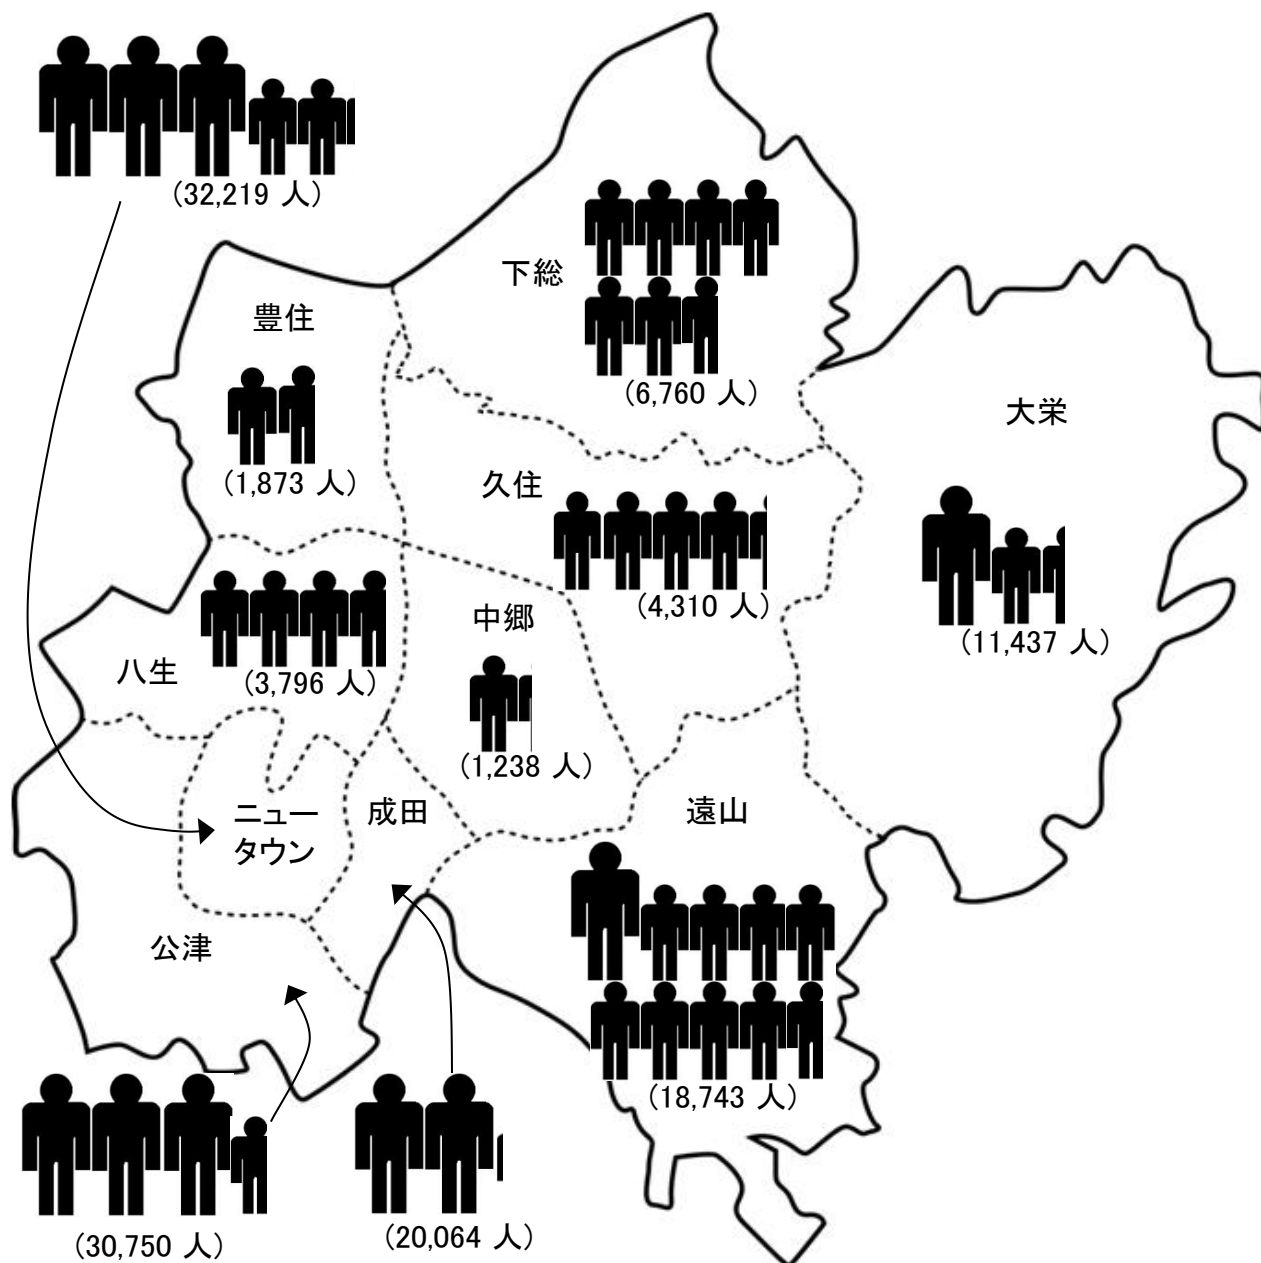 (32,219 人)
下総
豊住
(6,760 人)
大栄
(1,873 人)
久住
(4,310 人)
中郷
(11,437 人)
八生
(3,796 人)
(1,238 人)
ニュー
タウン
成田
遠山
公津
(18,743 人)
(30,750 人)
(20,064 人)